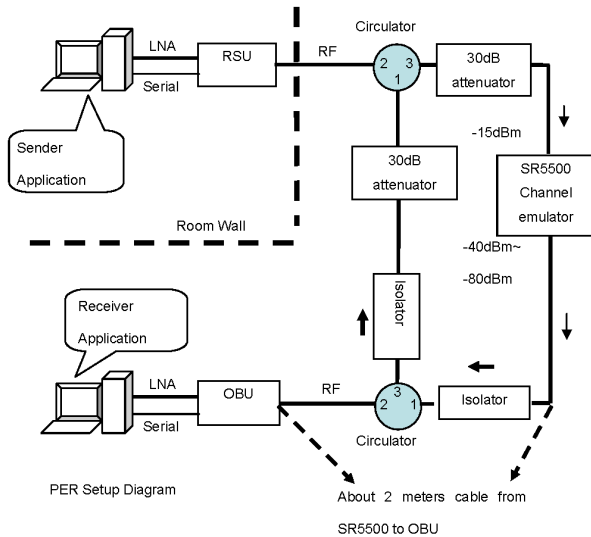 Circulator
LNA
RSU
RF
2 3
1
30dB
attenuator
Serial
Sender
Application
-15dBm
30dB
attenuator
SR5500
Channel
emulator
Room Wall
-40dBm~
-80dBm
Isolator
Receiver
Application
LNA
OBU
RF
3
2 1
Isolator
Serial
Circulator
PER Setup Diagram
About 2 meters cable from
SR5500 to OBU